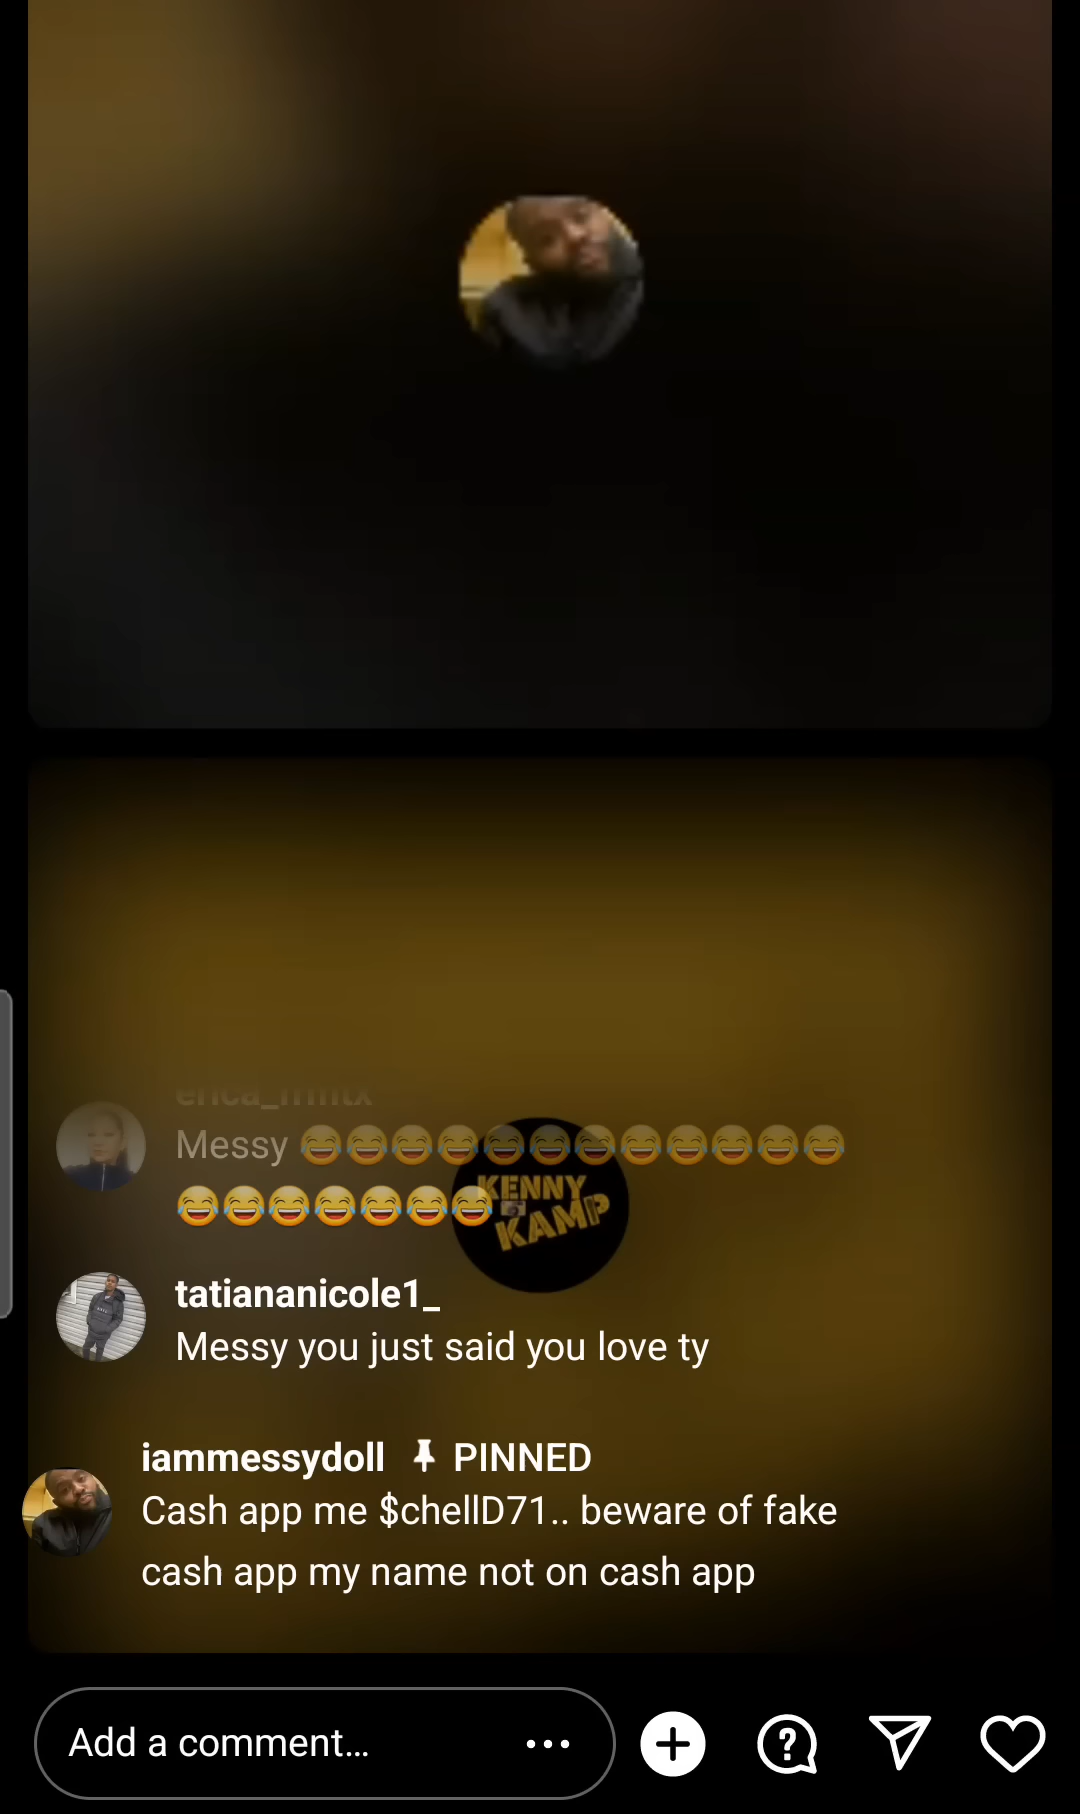 Messy 😂😂😂😂😂😂😂😂😂😂😂😂
😂😂😂😂😂😂😂
KENNY
KAMP
tatiananicole1_
Messy you just said you love ty
iammessydoll 📌 PINNED
Cash app me $chellD71.. beware of fake
cash app my name not on cash app
Add a comment...